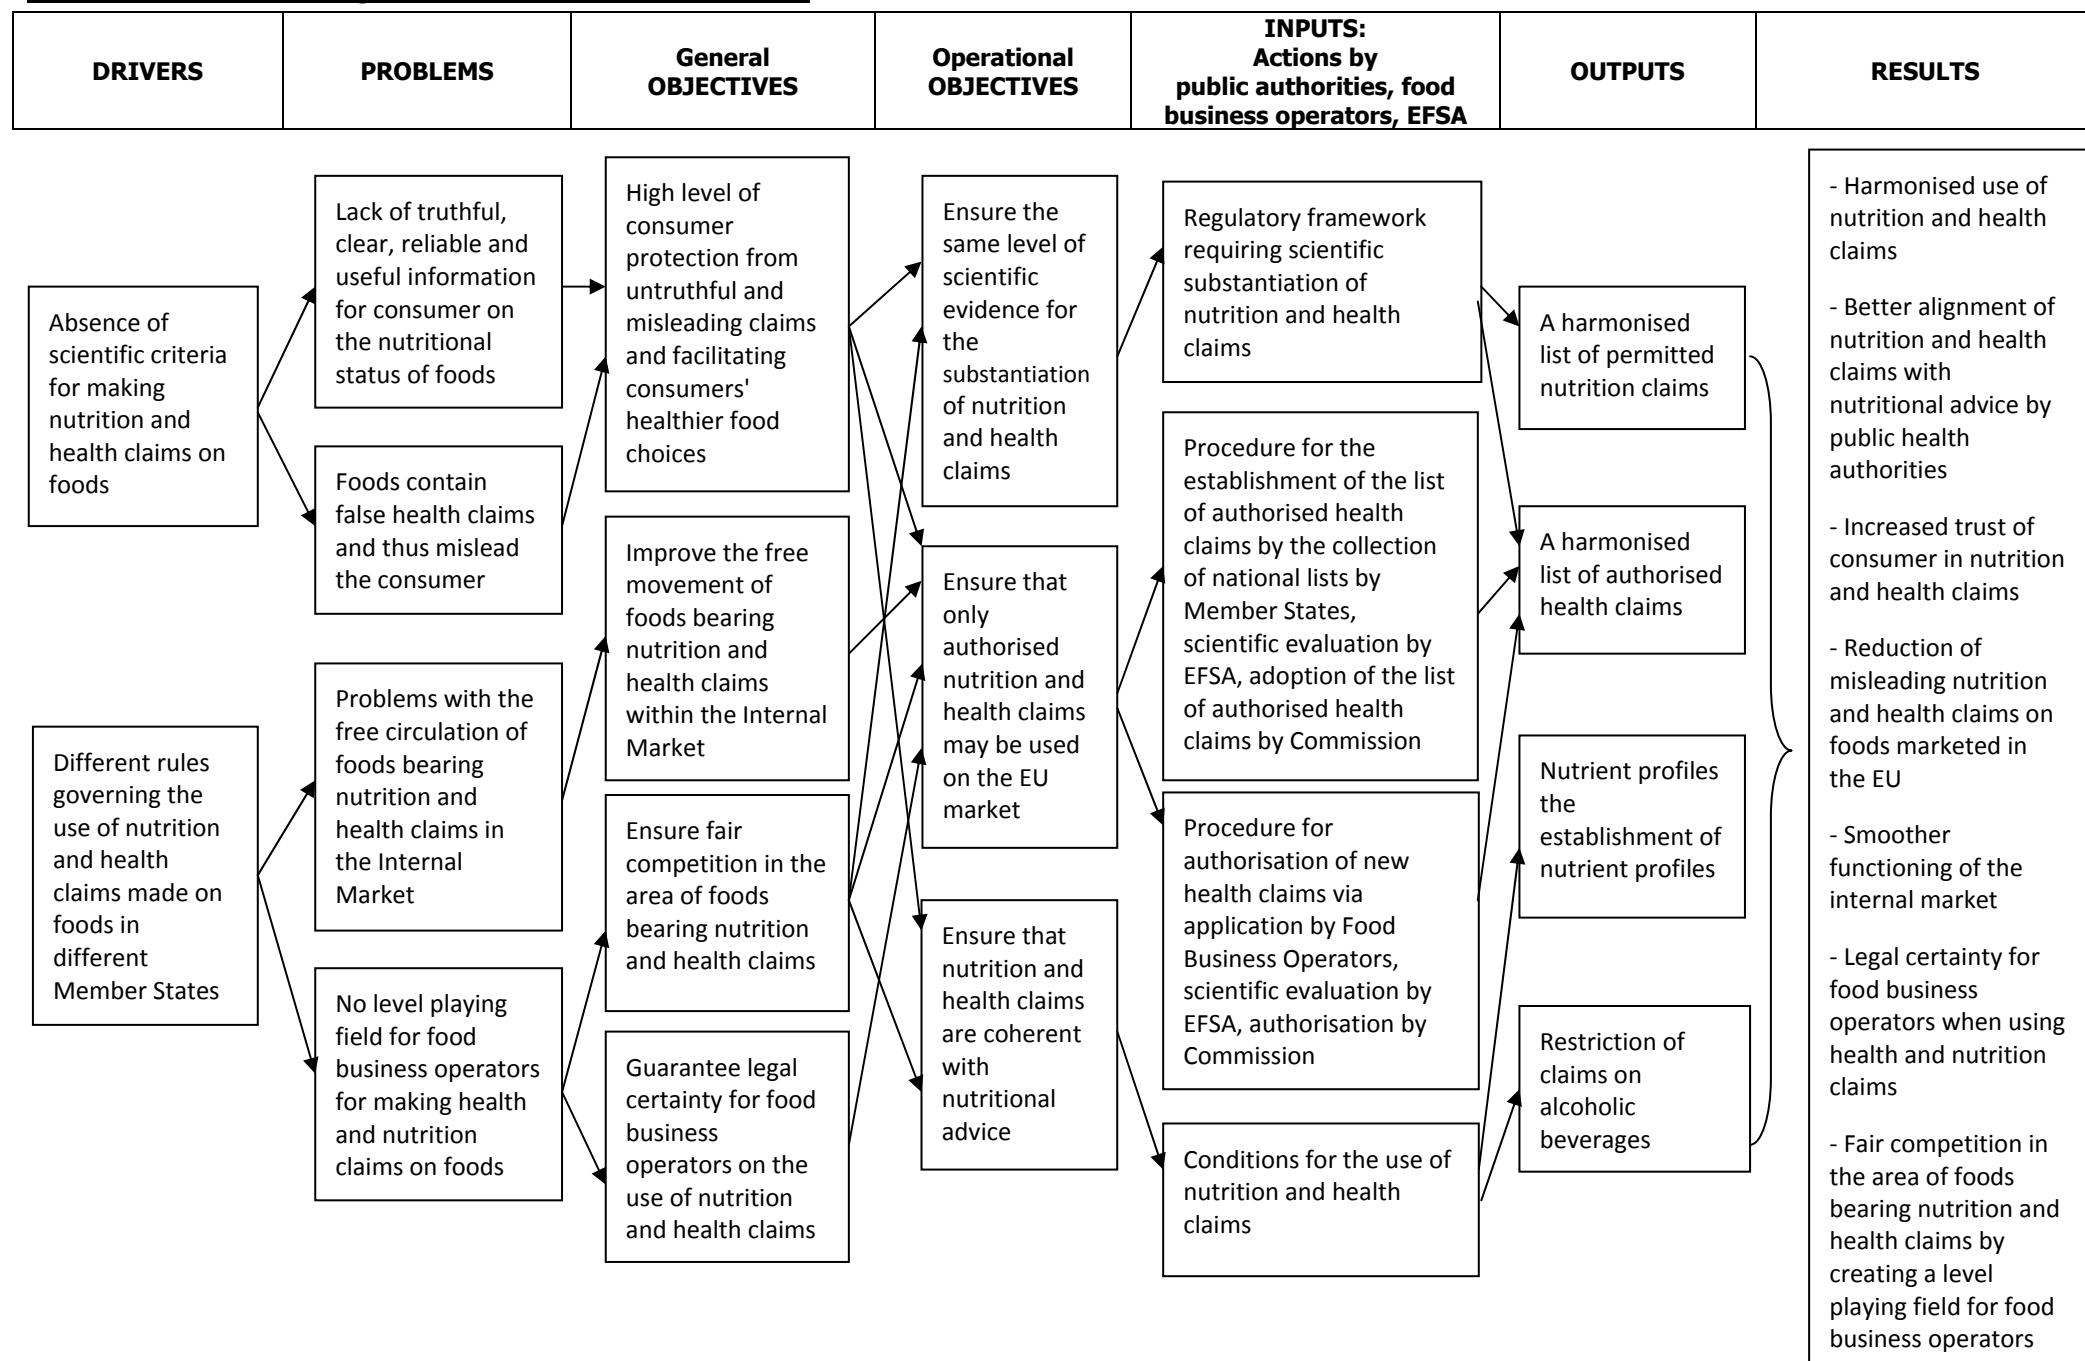 DRIVERS
PROBLEMS
General
OBJECTIVES
Operational
OBJECTIVES
INPUTS:
Actions by
public authorities, food
business operators, EFSA
OUTPUTS
RESULTS
Absence of
scientific criteria
for making
nutrition and
health claims on
foods
Different rules
governing the
use of nutrition
and health
claims made on
foods in
different
Member States
Lack of truthful,
clear, reliable and
useful information
for consumer on
the nutritional
status of foods
Foods contain
false health claims
and thus mislead
the consumer
Problems with the
free circulation of
foods bearing
nutrition and
health claims in
the Internal
Market
No level playing
field for food
business operators
for making health
and nutrition
claims on foods
High level of
consumer
protection from
untruthful and
misleading claims
and facilitating
consumers'
healthier food
choices
Improve the free
movement of
foods bearing
nutrition and
health claims
within the Internal
Market
Ensure fair
competition in the
area of foods
bearing nutrition
and health claims
Guarantee legal
certainty for food
business
operators on the
use of nutrition
and health claims
Ensure the
same level of
scientific
evidence for
the
substantiation
of nutrition
and health
claims
Ensure that
only
authorised
nutrition and
health claims
may be used
on the EU
market
Ensure that
nutrition and
health claims
are coherent
with
nutritional
advice
Regulatory framework
requiring scientific
substantiation of
nutrition and health
claims
Procedure for the
establishment of the list
of authorised health
claims by the collection
of national lists by
Member States,
scientific evaluation by
EFSA, adoption of the list
of authorised health
claims by Commission
Procedure for
authorisation of new
health claims via
application by Food
Business Operators,
scientific evaluation by
EFSA, authorisation by
Commission
Conditions for the use of
nutrition and health
claims
A harmonised
list of permitted
nutrition claims
A harmonised
list of authorised
health claims
Nutrient profiles
the
establishment of
nutrient profiles
Restriction of
claims on
alcoholic
beverages
- Harmonised use of
nutrition and health
claims
- Better alignment of
nutrition and health
claims with
nutritional advice by
public health
authorities
- Increased trust of
consumer in nutrition
and health claims
- Reduction of
misleading nutrition
and health claims on
foods marketed in
the EU
- Smoother
functioning of the
internal market
- Legal certainty for
food business
operators when using
health and nutrition
claims
- Fair competition in
the area of foods
bearing nutrition and
health claims by
creating a level
playing field for food
business operators